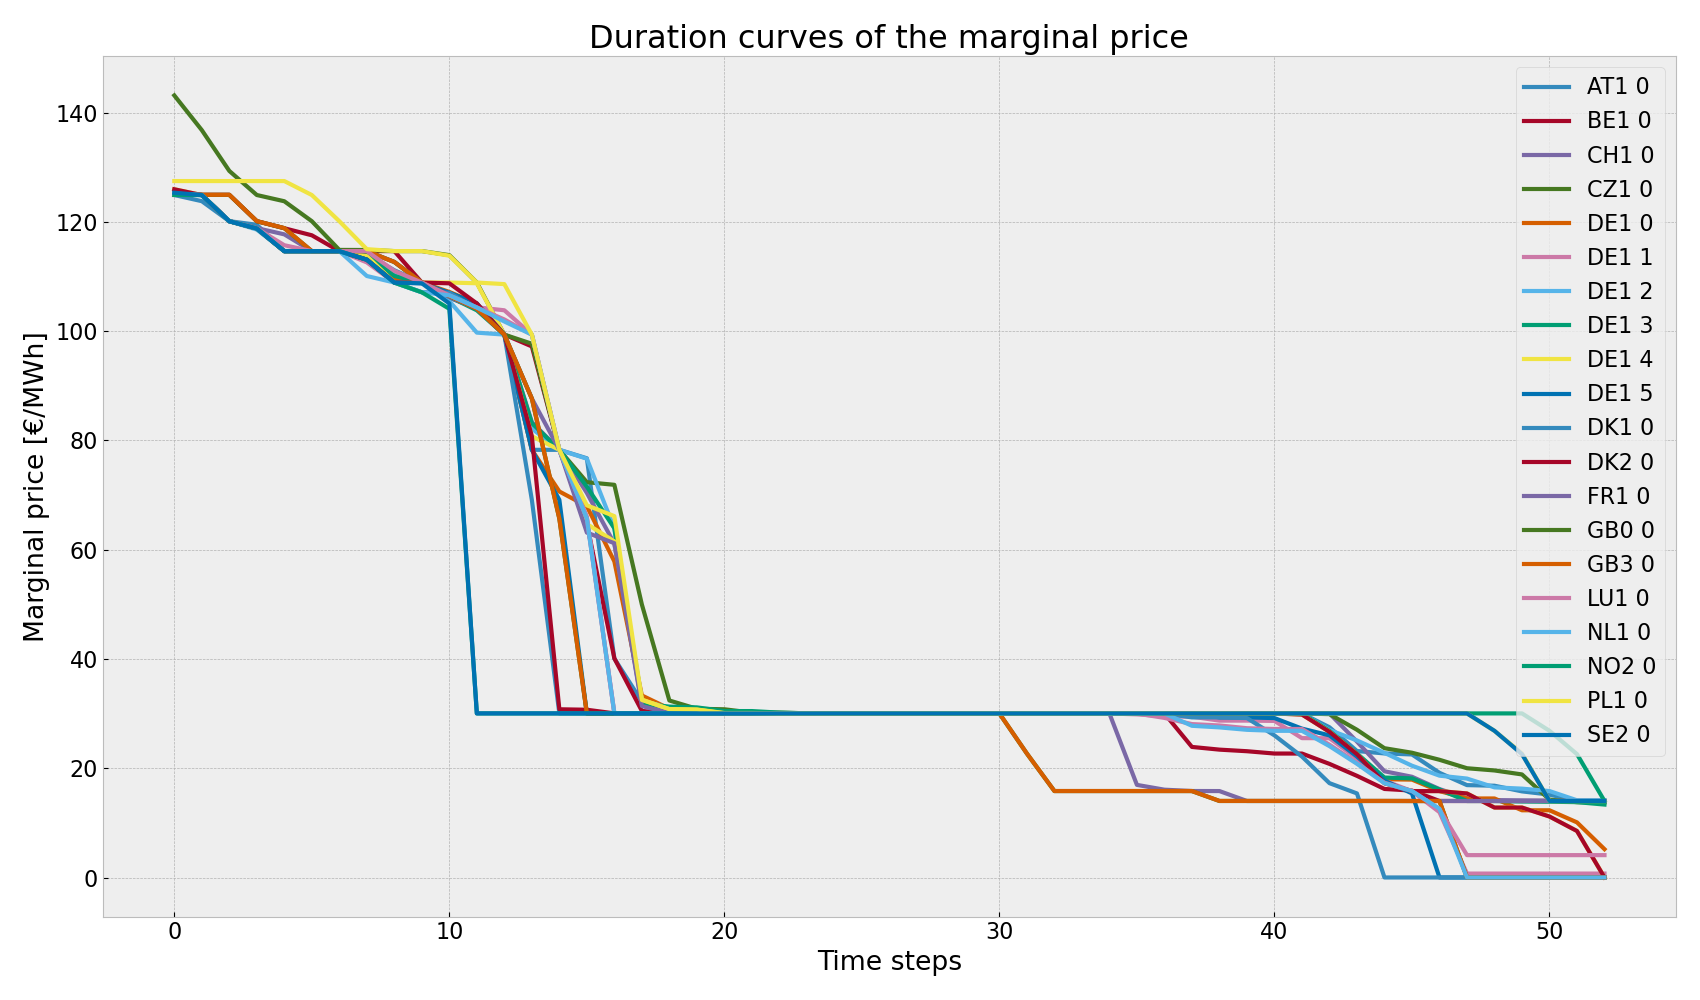 Duration curves of the marginal price
Marginal price [€/MWh]
140
120
100
80
60
40
20
0
0 10 20 30 40 50
Time steps
AT1 0
BE1 0
CH1 0
CZ1 0
DE1 0
DE1 1
DE1 2
DE1 3
DE1 4
DE1 5
DK1 0
DK2 0
FR1 0
GB0 0
GB3 0
LU1 0
NL1 0
NO2 0
PL1 0
SE2 0